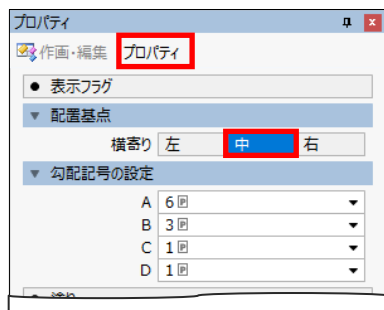 プロパティ
作画・編集 プロパティ
● 表示フラグ
▼ 配置基点
横寄り 左 中 右
▼ 勾配記号の設定
A 6 P
B 3 P
C 1 P
D 1 P